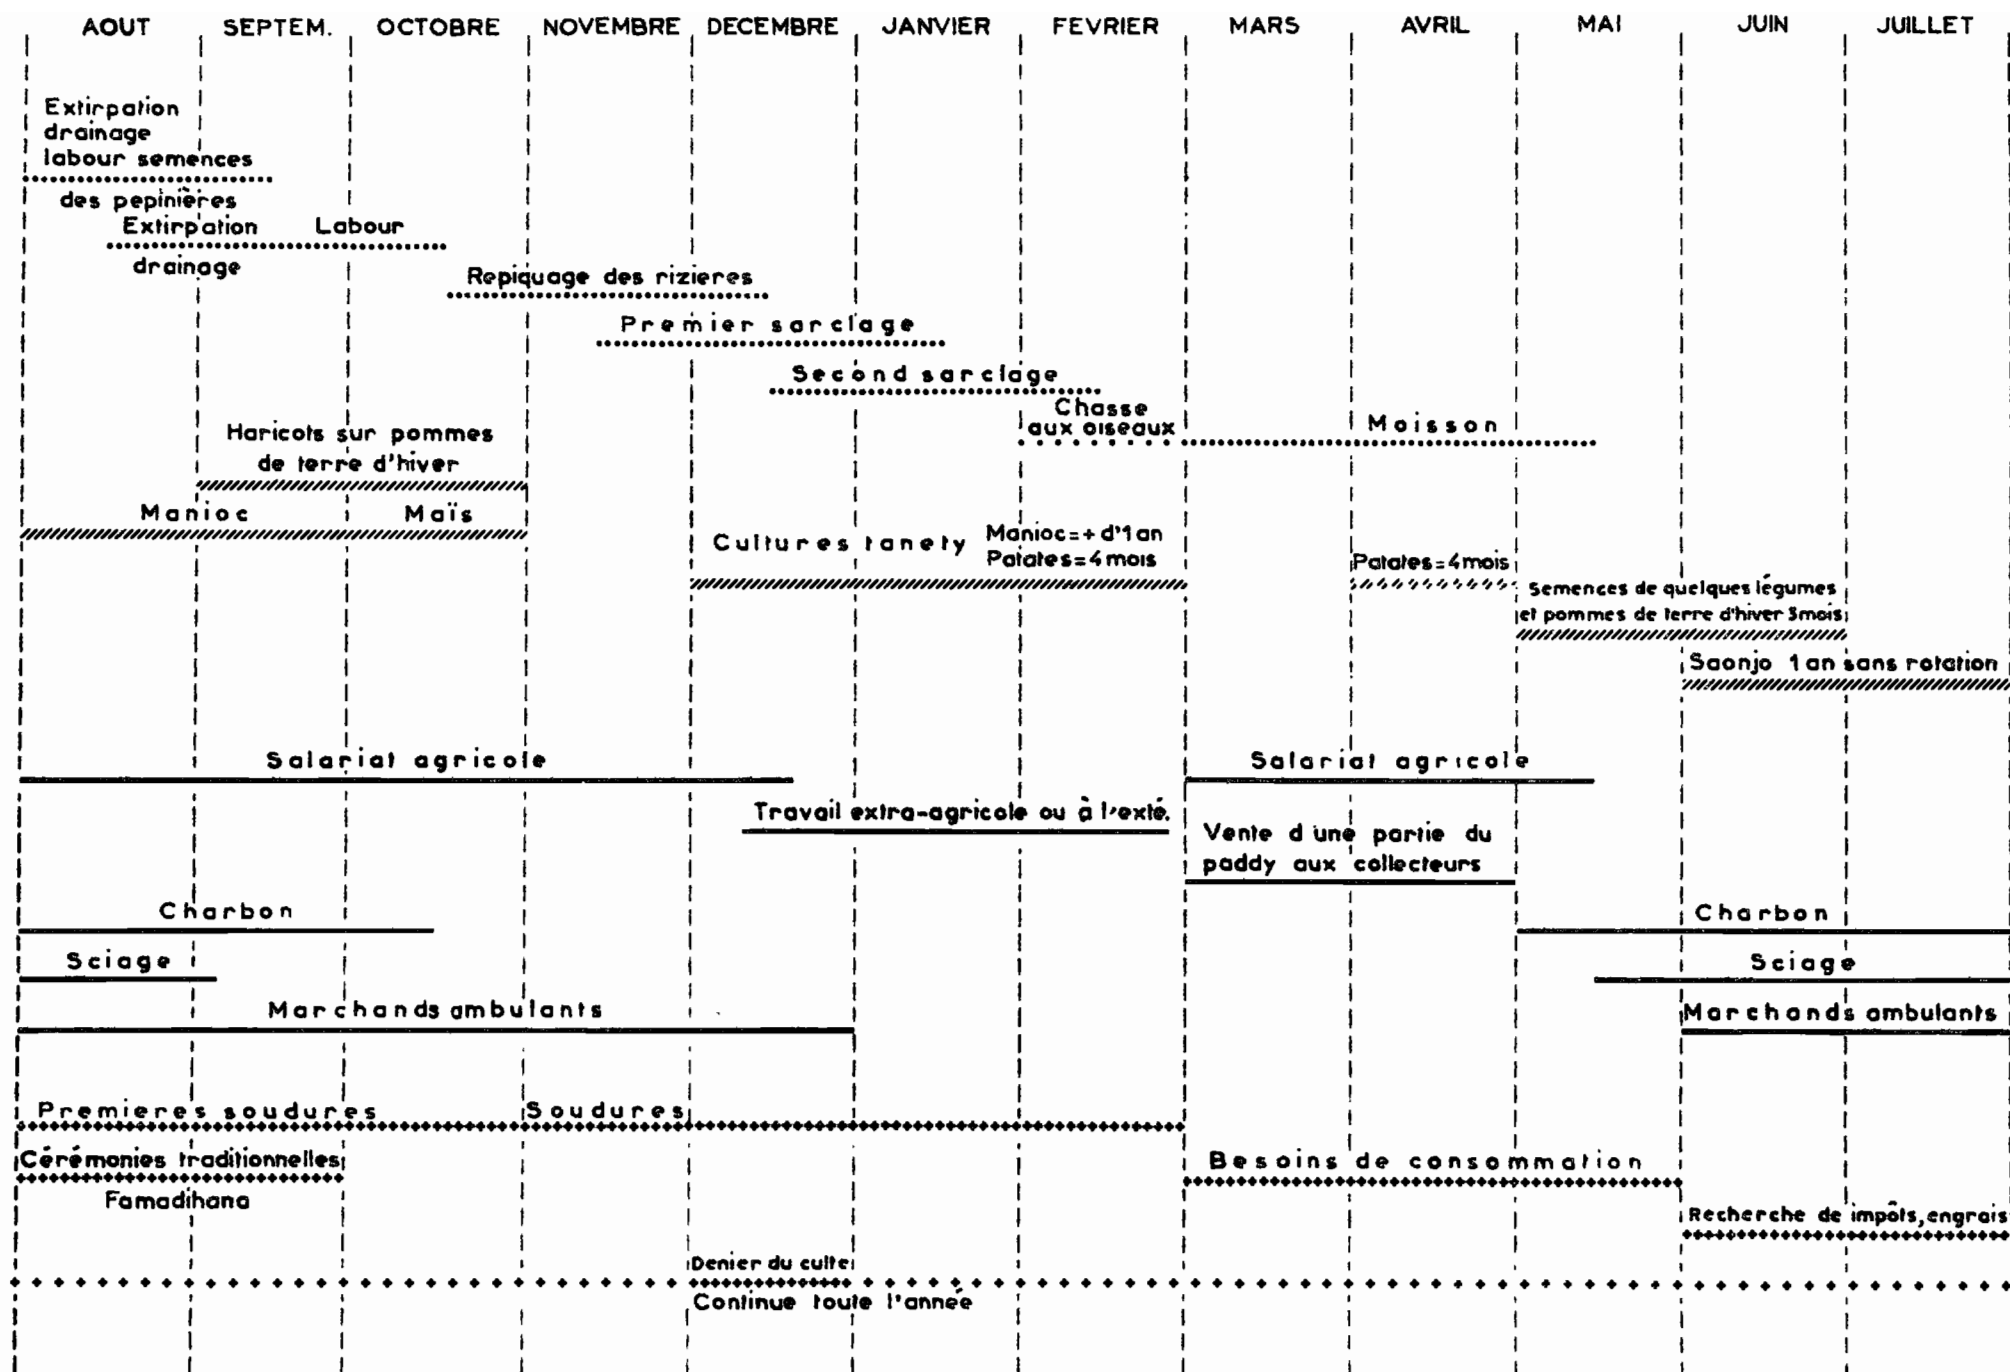 AOUT SEPTEM. OCTOBRE NOVEMBRE DECEMBRE JANVIER FEVRIER MARS AVRIL MAI JUIN JUILLET
Extirpation
drainage
labour semences
des pepinières
Extirpation Labour
drainage
Repiquage des rizieres
Premier sarclage
Second sarclage
Chasse
aux oiseaux
Moisson
Haricots sur pommes
de terre d'hiver
Manioc Maïs
Cultures tanety
Manioc=+ d'1 an
Patates=4 mois
Patates=4mois
Semences de quelques légumes
et pommes de terre d'hiver 3mois
Saonjo 1 an sans rotation
Salariat agricole
Salariat agricole
Travail extra-agricole ou à l'exté.
Vente d'une partie du
paddy aux collecteurs
Charbon
Charbon
Sciage
Sciage
Marchands ambulants
Marchands ambulants
Premieres soudures
Soudures
Cérémonies traditionnelles
Famadihana
Besoins de consommation
Recherche de impôts, engrais
Denier du culte
Continue toute l'année